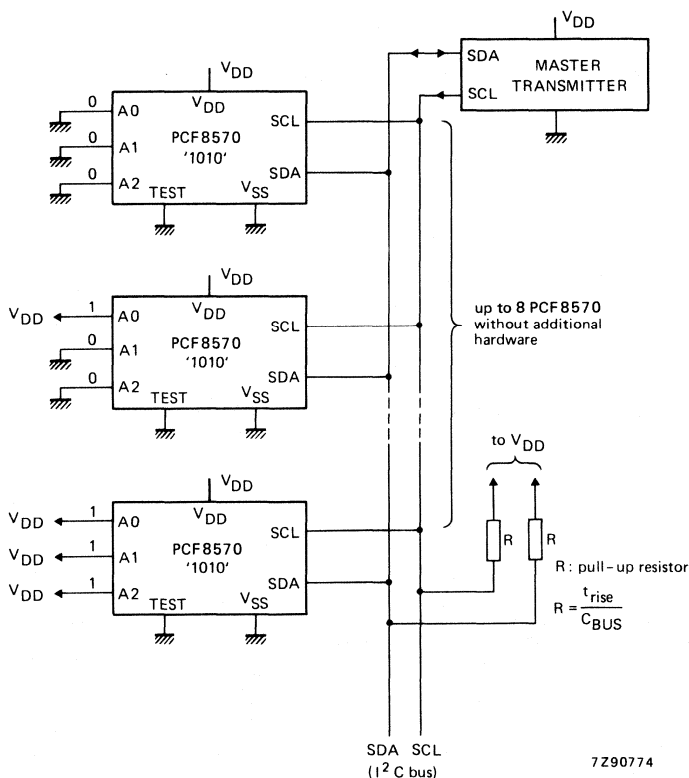 VDD
SDA
MASTER
TRANSMITTER
SCL
VDD
0 A0
VDD
PCF8570
'1010'
SCL
0 A1
SDA
0 A2
TEST
VSS
VDD
VDD 1 A0
VDD
PCF8570
'1010'
SCL
0 A1
SDA
0 A2
TEST
VSS
up to 8 PCF8570
without additional
hardware
to VDD
VDD
VDD 1 A0
VDD
PCF8570
'1010'
SCL
VDD 1 A1
SDA
VDD 1 A2
TEST
VSS
R
R
R : pull-up resistor
R = trise
CBUS
SDA SCL
(I² C bus)
7Z90774